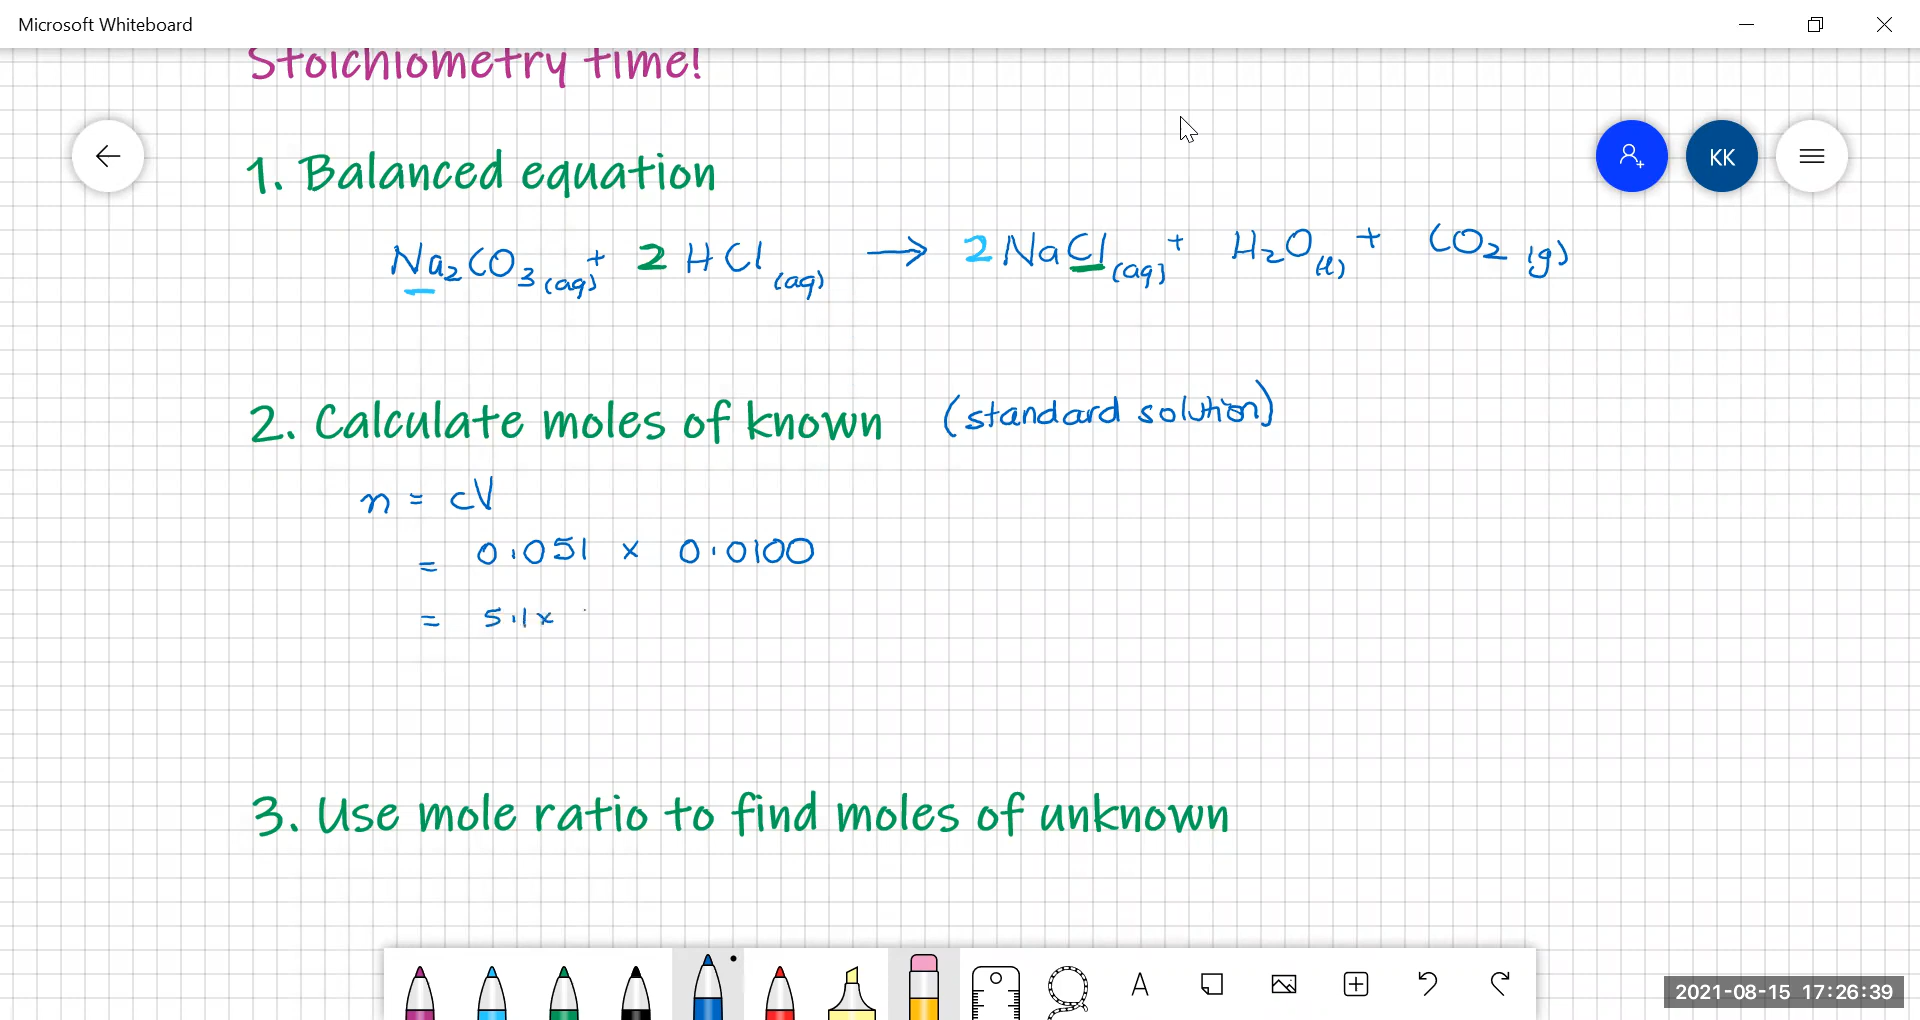 Microsoft Whiteboard
Stoichiometry time!
KK
1. Balanced equation
Na₂CO₃(aq) + 2 HCl(aq) → 2 NaCl(aq) + H₂O(l) + CO₂(g)
2. Calculate moles of known (standard solution)
n = cV
= 0.051 × 0.0100
= 5.1×
3. Use mole ratio to find moles of unknown
A
2021-08-15 17:26:39